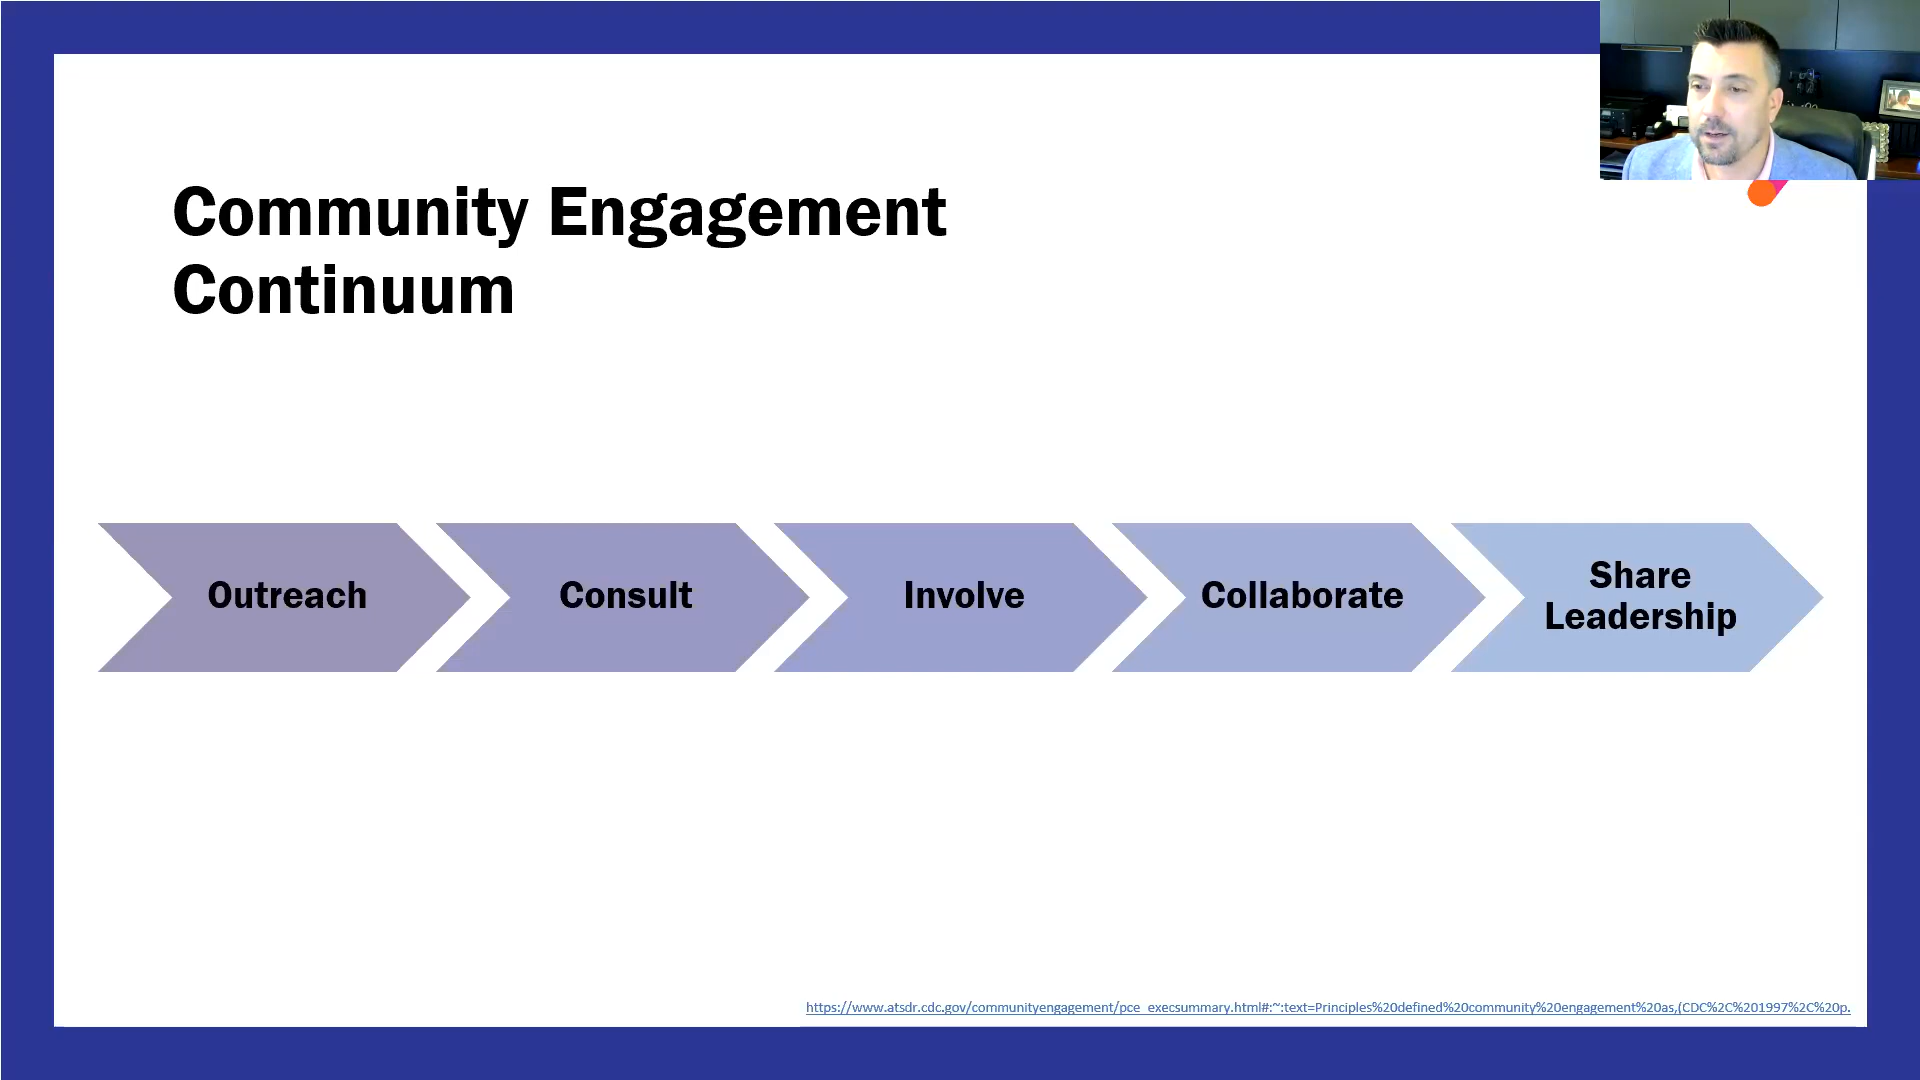 Community Engagement
Continuum
Outreach
Consult
Involve
Collaborate
Share
Leadership
https://www.atsdr.cdc.gov/communityengagement/pce_execsummary.html#:~:text=Principles%20defined%20community%20engagement%20as,(CDC%2C%201997%2C%20p.